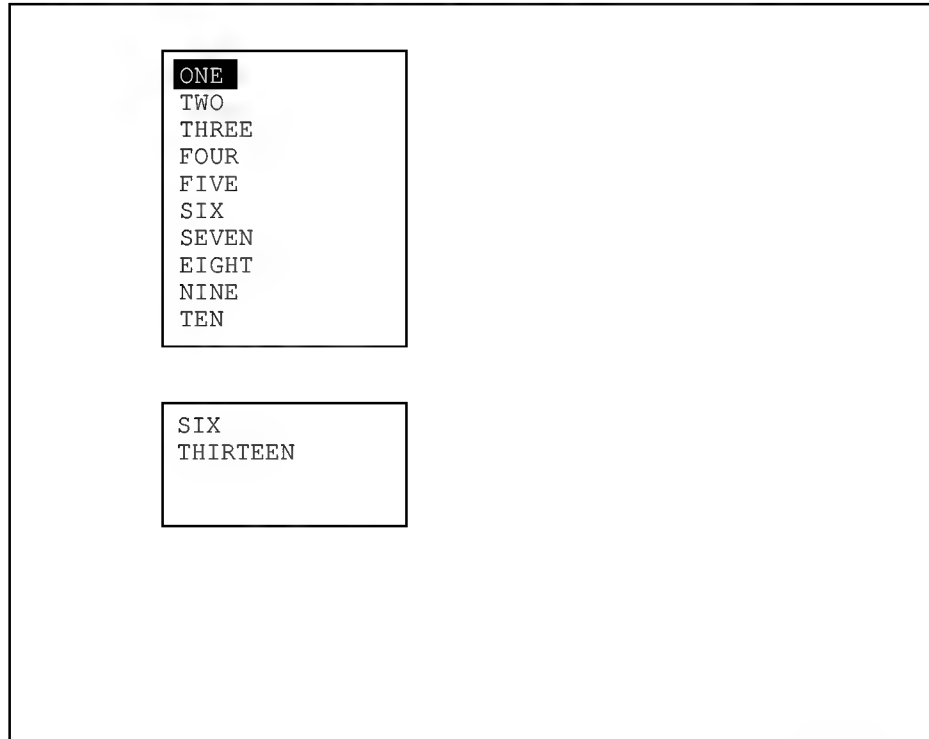 ONE
TWO
THREE
FOUR
FIVE
SIX
SEVEN
EIGHT
NINE
TEN
SIX
THIRTEEN